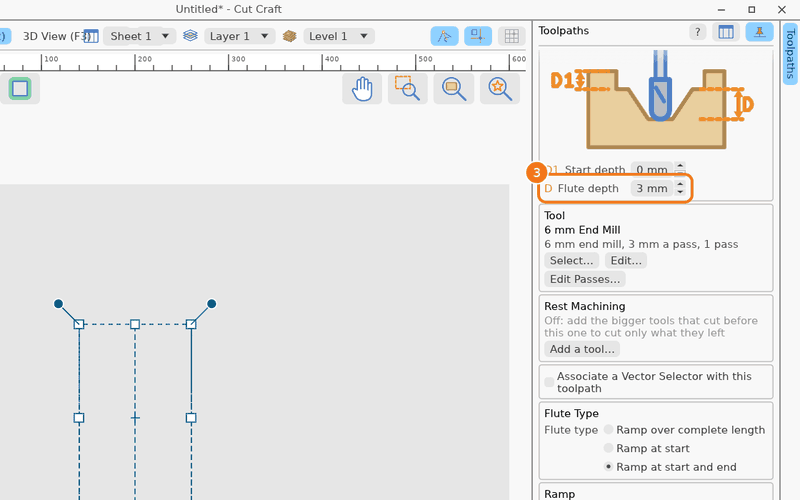 Untitled* - Cut Craft
3D View (F3)
Sheet 1
Layer 1
Level 1
100
200
300
400
500
600
Toolpaths
?
Toolpaths
D1
D
3
D1 Start depth 0 mm
D Flute depth 3 mm
Tool
6 mm End Mill
6 mm end mill, 3 mm a pass, 1 pass
Select... Edit...
Edit Passes...
Rest Machining
Off: add the bigger tools that cut before
this one to cut only what they left
Add a tool...
Associate a Vector Selector with this
toolpath
Flute Type
Flute type Ramp over complete length
Ramp at start
Ramp at start and end
Ramp